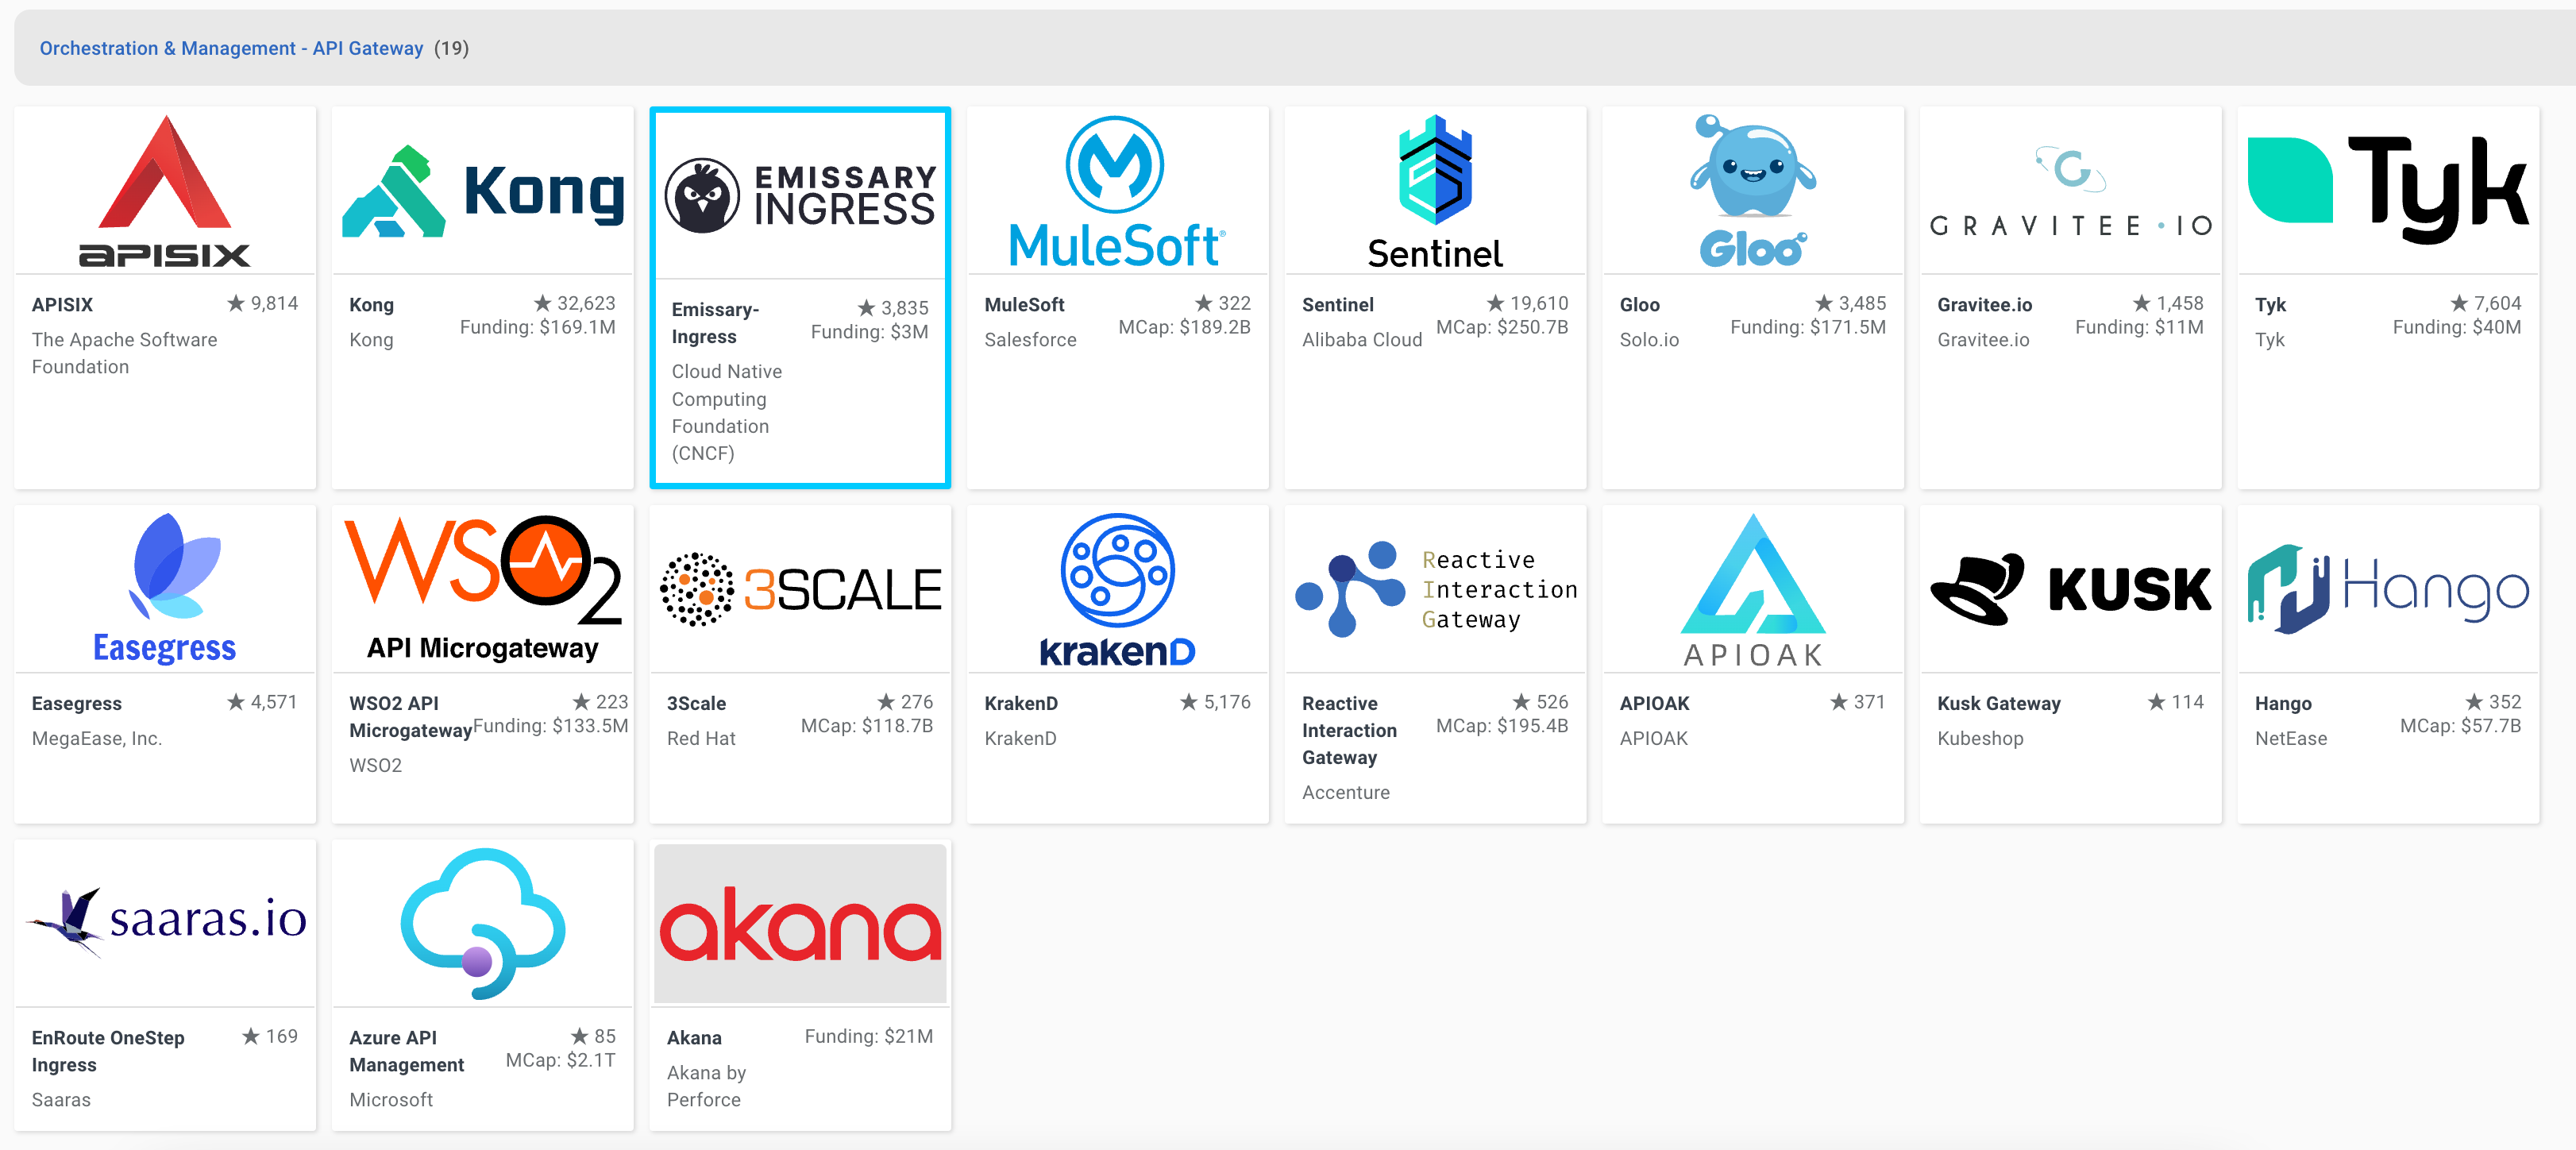 Orchestration & Management - API Gateway (19)
APISIX
APISIX ★ 9,814
The Apache Software
Foundation
Kong
Kong ★ 32,623
Funding: $169.1M
Kong
EMISSARY
INGRESS
Emissary-
Ingress
★ 3,835
Funding: $3M
Cloud Native
Computing
Foundation
(CNCF)
MuleSoft®
MuleSoft ★ 322
MCap: $189.2B
Salesforce
Sentinel
Sentinel ★ 19,610
MCap: $250.7B
Alibaba Cloud
Gloo
Gloo ★ 3,485
Funding: $171.5M
Solo.io
GRAVITEE.IO
Gravitee.io ★ 1,458
Funding: $11M
Gravitee.io
Tyk
Tyk ★ 7,604
Funding: $40M
Tyk
Easegress
Easegress ★ 4,571
MegaEase, Inc.
WSO2
API Microgateway
WSO2 API
Microgateway
★ 223
Funding: $133.5M
WSO2
3SCALE
3Scale ★ 276
MCap: $118.7B
Red Hat
krakenD
KrakenD ★ 5,176
KrakenD
Reactive
Interaction
Gateway
Reactive
Interaction
Gateway
★ 526
MCap: $195.4B
Accenture
APIOAK
APIOAK ★ 371
APIOAK
KUSK
Kusk Gateway ★ 114
Kubeshop
Hango
Hango ★ 352
MCap: $57.7B
NetEase
saaras.io
EnRoute OneStep
Ingress
★ 169
Saaras
Azure API
Management
★ 85
MCap: $2.1T
Microsoft
akana
Akana Funding: $21M
Akana by
Perforce